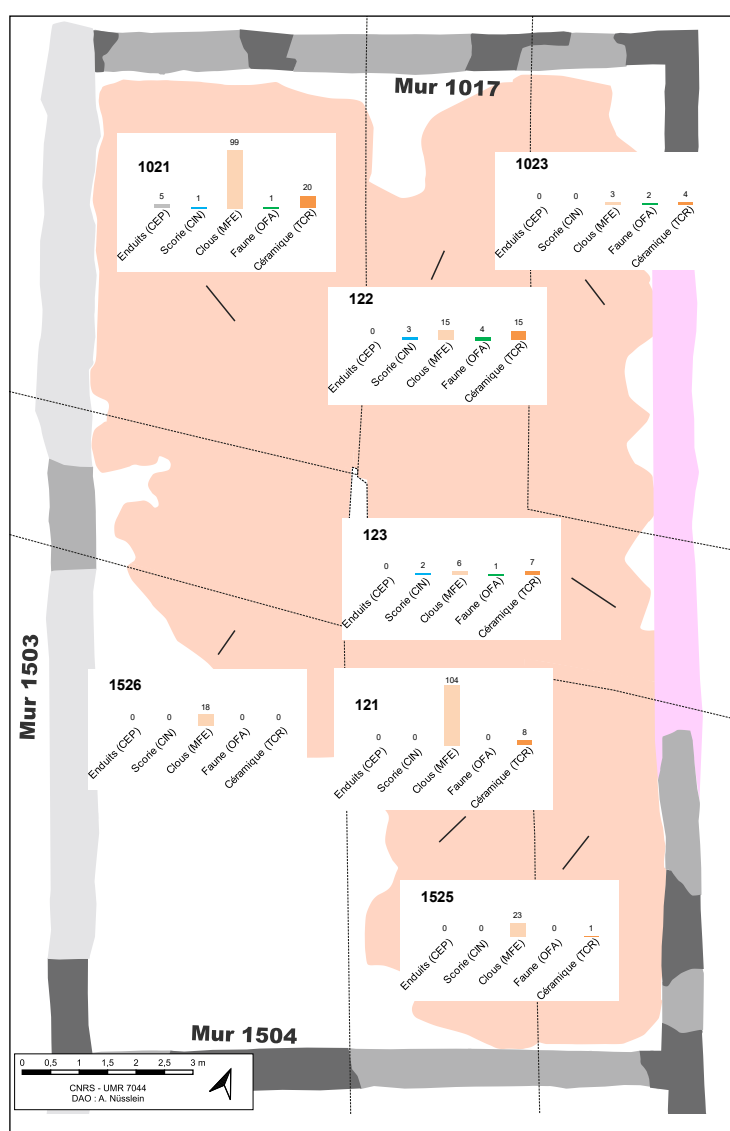 Mur 1017
1021
5 1 99 1 20
Enduits (CEP) Scorie (CIN) Clous (MFE) Faune (OFA) Céramique (TCR)
1023
0 0 3 2 4
Enduits (CEP) Scorie (CIN) Clous (MFE) Faune (OFA) Céramique (TCR)
122
0 3 15 4 15
Enduits (CEP) Scorie (CIN) Clous (MFE) Faune (OFA) Céramique (TCR)
123
0 2 6 1 7
Enduits (CEP) Scorie (CIN) Clous (MFE) Faune (OFA) Céramique (TCR)
Mur 1503
1526
0 0 18 0 0
Enduits (CEP) Scorie (CIN) Clous (MFE) Faune (OFA) Céramique (TCR)
121
0 0 104 0 8
Enduits (CEP) Scorie (CIN) Clous (MFE) Faune (OFA) Céramique (TCR)
1525
0 0 23 0 1
Enduits (CEP) Scorie (CIN) Clous (MFE) Faune (OFA) Céramique (TCR)
Mur 1504
0 0,5 1 1,5 2 3 m
CNRS - UMR 7044
DAO : A. Nüsslein